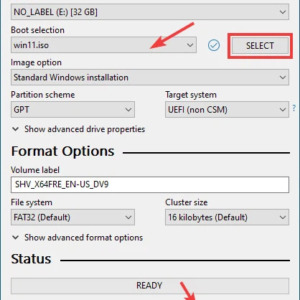 NO_LABEL (E:) [32 GB]
Boot selection
win11.iso
SELECT
Image option
Standard Windows installation
Partition scheme
Target system
GPT
UEFI (non CSM)
?
Show advanced drive properties
Format Options
Volume label
SHV_X64FRE_EN-US_DV9
File system
Cluster size
FAT32 (Default)
16 kilobytes (Default)
Show advanced format options
Status
READY